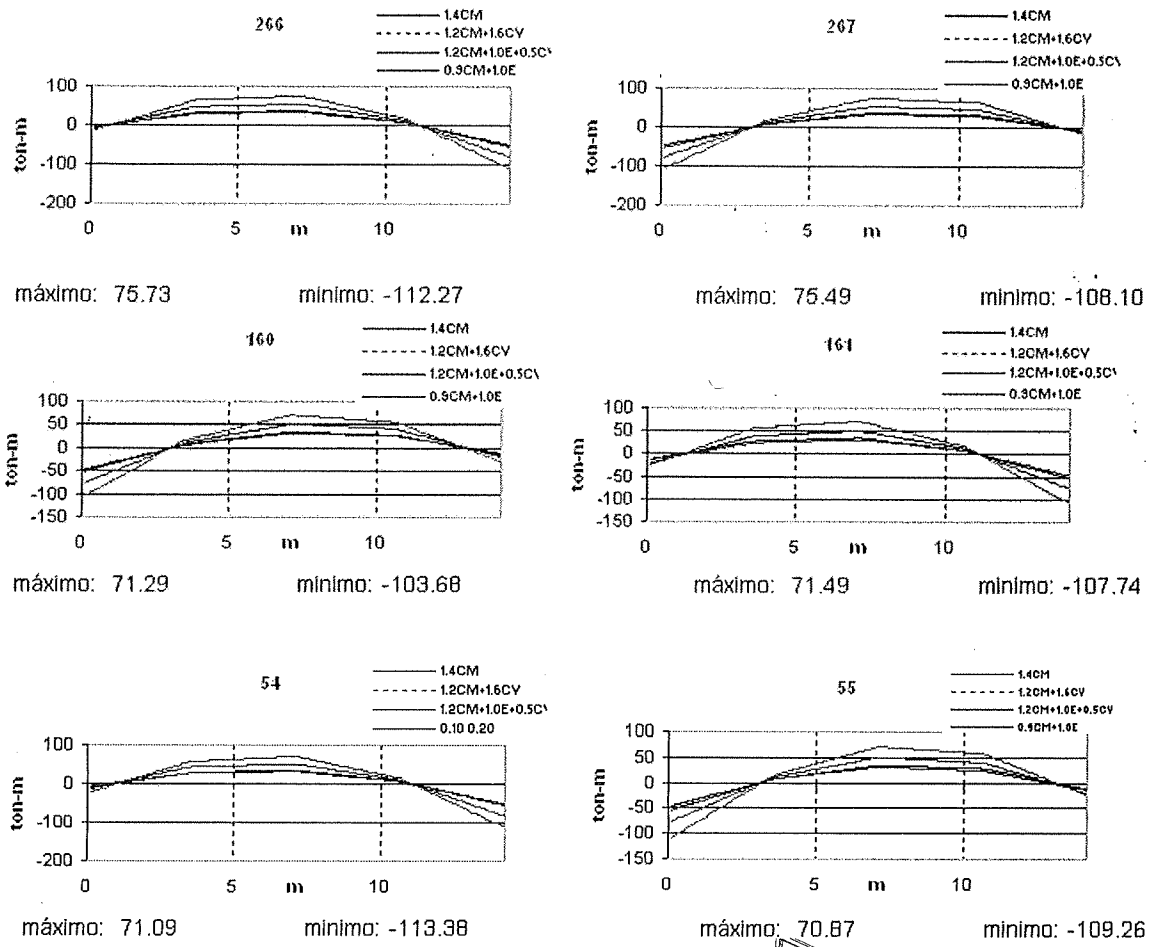 266
1.4CM
1.2CM+1.6CV
1.2CM+1.0E+0.5CV
0.9CM+1.0E
100
0
-100
-200
ton-m
0 5 m 10
máximo: 75.73 minimo: -112.27
267
1.4CM
1.2CM+1.6CV
1.2CM+1.0E+0.5C\
0.9CM+1.0E
100
0
-100
-200
ton-m
0 5 m 10
máximo: 75.49 minimo: -108.10
160
1.4CM
1.2CM+1.6CV
1.2CM+1.0E+0.5C\
0.9CM+1.0E
100
50
0
-50
-100
-150
ton-m
0 5 m 10
máximo: 71.29 minimo: -103.68
161
1.4CM
1.2CM+1.6CV
1.2CM+1.0E+0.5C\
0.9CM+1.0E
100
50
0
-50
-100
-150
ton-m
0 5 m 10
máximo: 71.49 minimo: -107.74
54
1.4CM
1.2CM+1.6CV
1.2CM+1.0E+0.5CV
0.10 0.20
100
0
-100
-200
ton-m
0 5 m 10
máximo: 71.09 minimo: -113.38
55
1.4CM
1.2CM+1.6CV
1.2CM+1.0E+0.5CV
0.9CM+1.0E
100
50
0
-50
-100
-150
ton-m
0 5 m 10
máximo: 70.87 minimo: -109.26